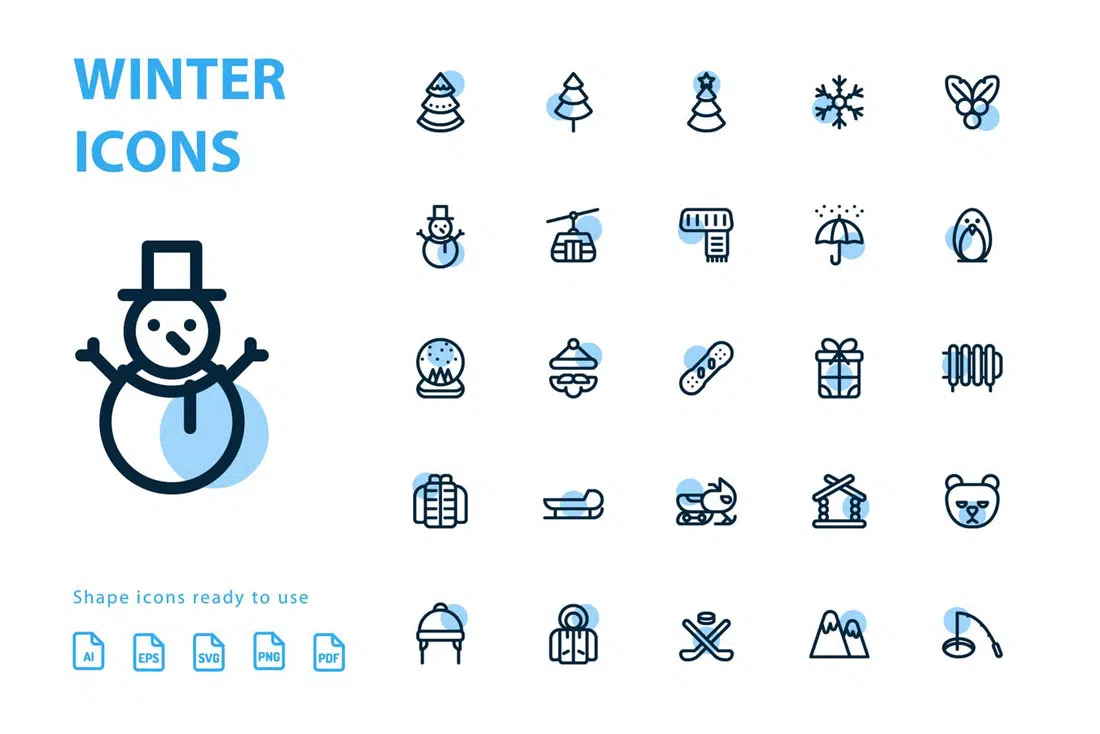 WINTER
ICONS
Shape icons ready to use
AI
EPS
SVG
PNG
PDF